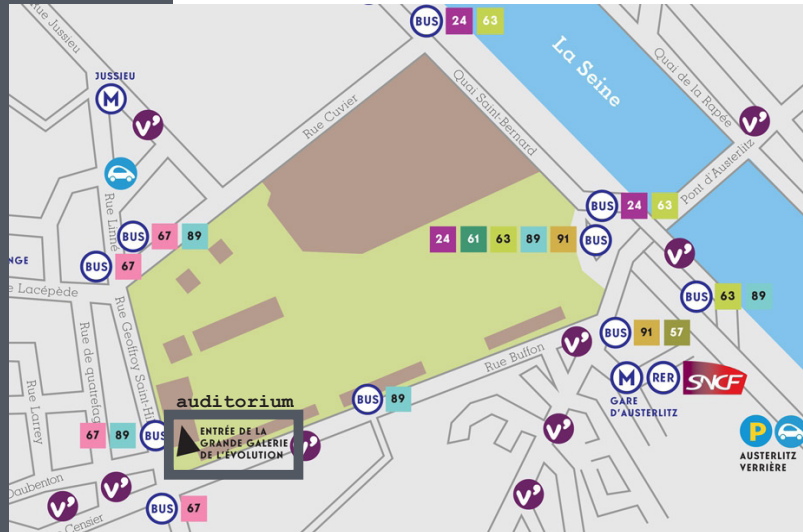 Rue Jussieu
BUS 24 63
JUSSIEU
M
V'
Rue Cuvier
Quai Saint-Bernard
La Seine
Quai de la Rapée
V'
Pont d'Austerlitz
Rue Linné
BUS 67 89
BUS 67
BUS 24 63
24 61 63 89 91 BUS
V'
NGE
Lacépède
BUS 63 89
Rue Geoffroy Saint-Hi
Rue de quatrefag
Rue Larrey
Rue Buffon
V'
BUS 91 57
M RER SNCF
GARE
D'AUSTERLITZ
auditorium
BUS 89
ENTRÉE DE LA
GRANDE GALERIE
DE L'ÉVOLUTION
67 89 BUS
V'
V'
P
AUSTERLITZ
VERRIÈRE
Daubenton
V'
V'
V'
Censier
BUS 67